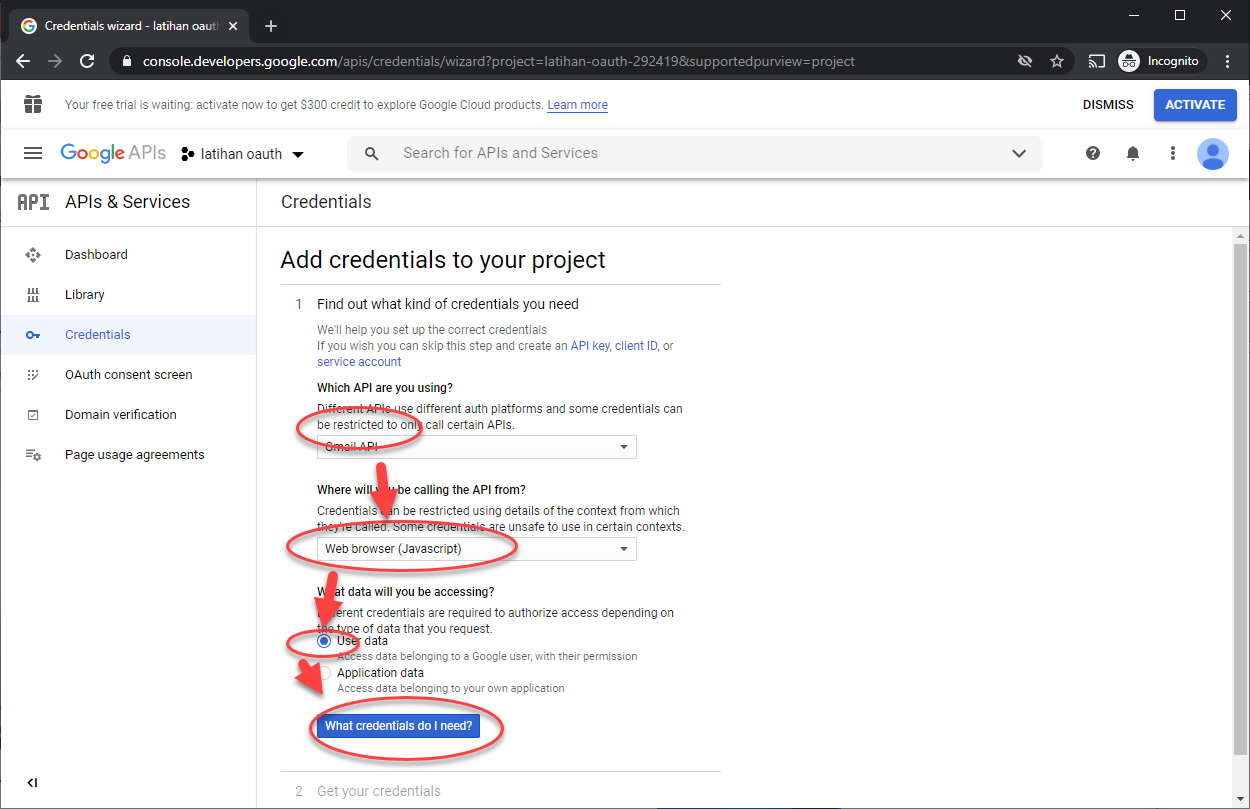 Credentials wizard - latihan oauth
console.developers.google.com/apis/credentials/wizard?project=latihan-oauth-292419&supportedpurview=project
Incognito
Your free trial is waiting: activate now to get $300 credit to explore Google Cloud products. Learn more
DISMISS
ACTIVATE
Google APIs
latihan oauth
Search for APIs and Services
API APIs & Services
Credentials
Dashboard
Library
Credentials
OAuth consent screen
Domain verification
Page usage agreements
Add credentials to your project
1 Find out what kind of credentials you need
We'll help you set up the correct credentials
If you wish you can skip this step and create an API key, client ID, or
service account
Which API are you using?
Different APIs use different auth platforms and some credentials can
be restricted to only call certain APIs.
Gmail API
Where will you be calling the API from?
Credentials can be restricted using details of the context from which
they're called. Some credentials are unsafe to use in certain contexts.
Web browser (Javascript)
What data will you be accessing?
Different credentials are required to authorize access depending on
the type of data that you request.
User data
Access data belonging to a Google user, with their permission
Application data
Access data belonging to your own application
What credentials do I need?
2 Get your credentials